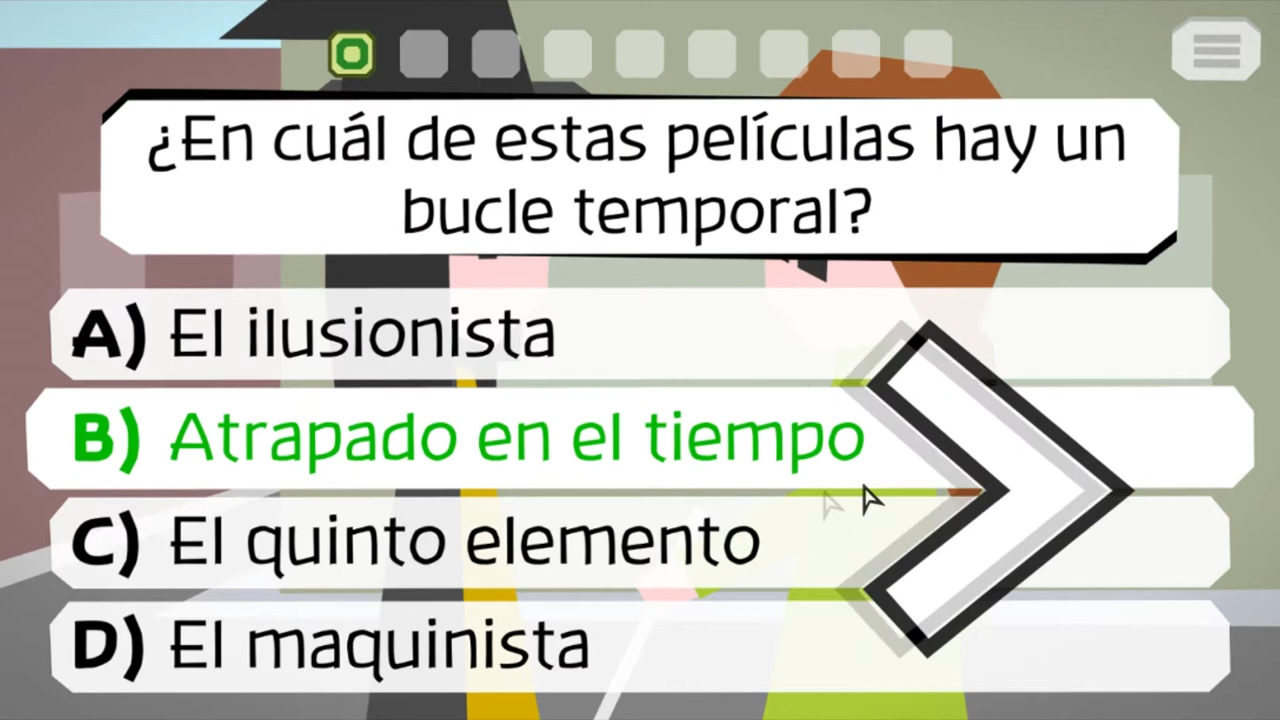 ¿En cuál de estas películas hay un
bucle temporal?
A) El ilusionista
B) Atrapado en el tiempo
C) El quinto elemento
D) El maquinista